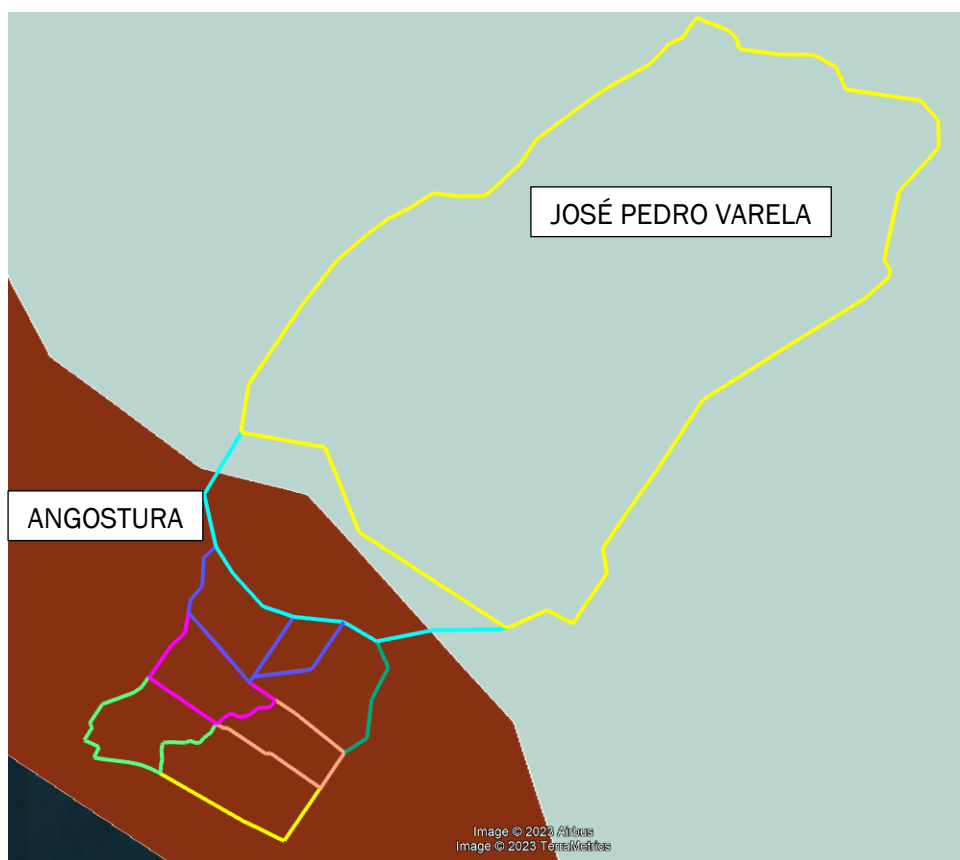 JOSÉ PEDRO VARELA
ANGOSTURA
Image © 2023 Airbus
Image © 2023 TerraMetrics